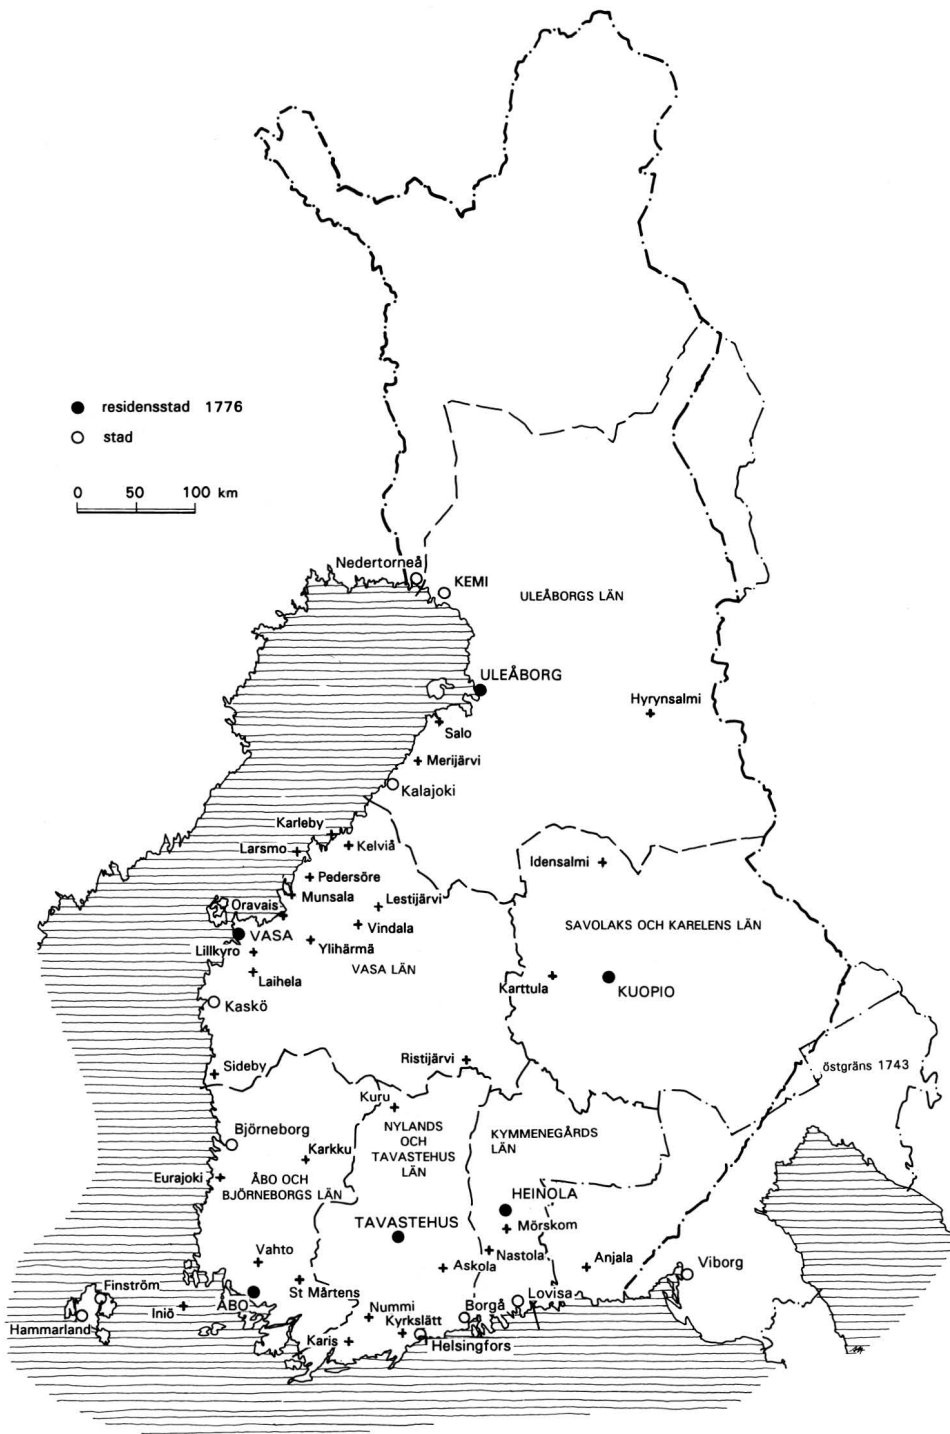 residensstad 1776
stad
0 50 100 km
Nedertorneå
KEMI
ULEÅBORGS LÄN
ULEÅBORG
Hyrynsalmi
Salo
Merijärvi
Kalajoki
Karleby
Kelviå
Larsmo
Idensalmi
Pedersöre
Munsala
Lestijärvi
Oravais
Vindala
SAVOLAKS OCH KARELENS LÄN
VASA
Ylihärmä
Lillkyro
VASA LÄN
Laihela
Karttula
KUOPIO
Kaskö
Ristijärvi
Sideby
östgräns 1743
Kuru
NYLANDS
OCH
TAVASTEHUS
LÄN
KYMMENEGÅRDS
LÄN
Björneborg
Karkku
Eurajoki
ÅBO OCH
BJÖRNEBORGS LÄN
HEINOLA
TAVASTEHUS
Mörskom
Vahto
Nastola
Askola
Anjala
Viborg
Finström
St Mårtens
Lovisa
Iniö
ÅBO
Nummi
Borgå
Hammarland
Kyrkslätt
Karis
Helsingfors